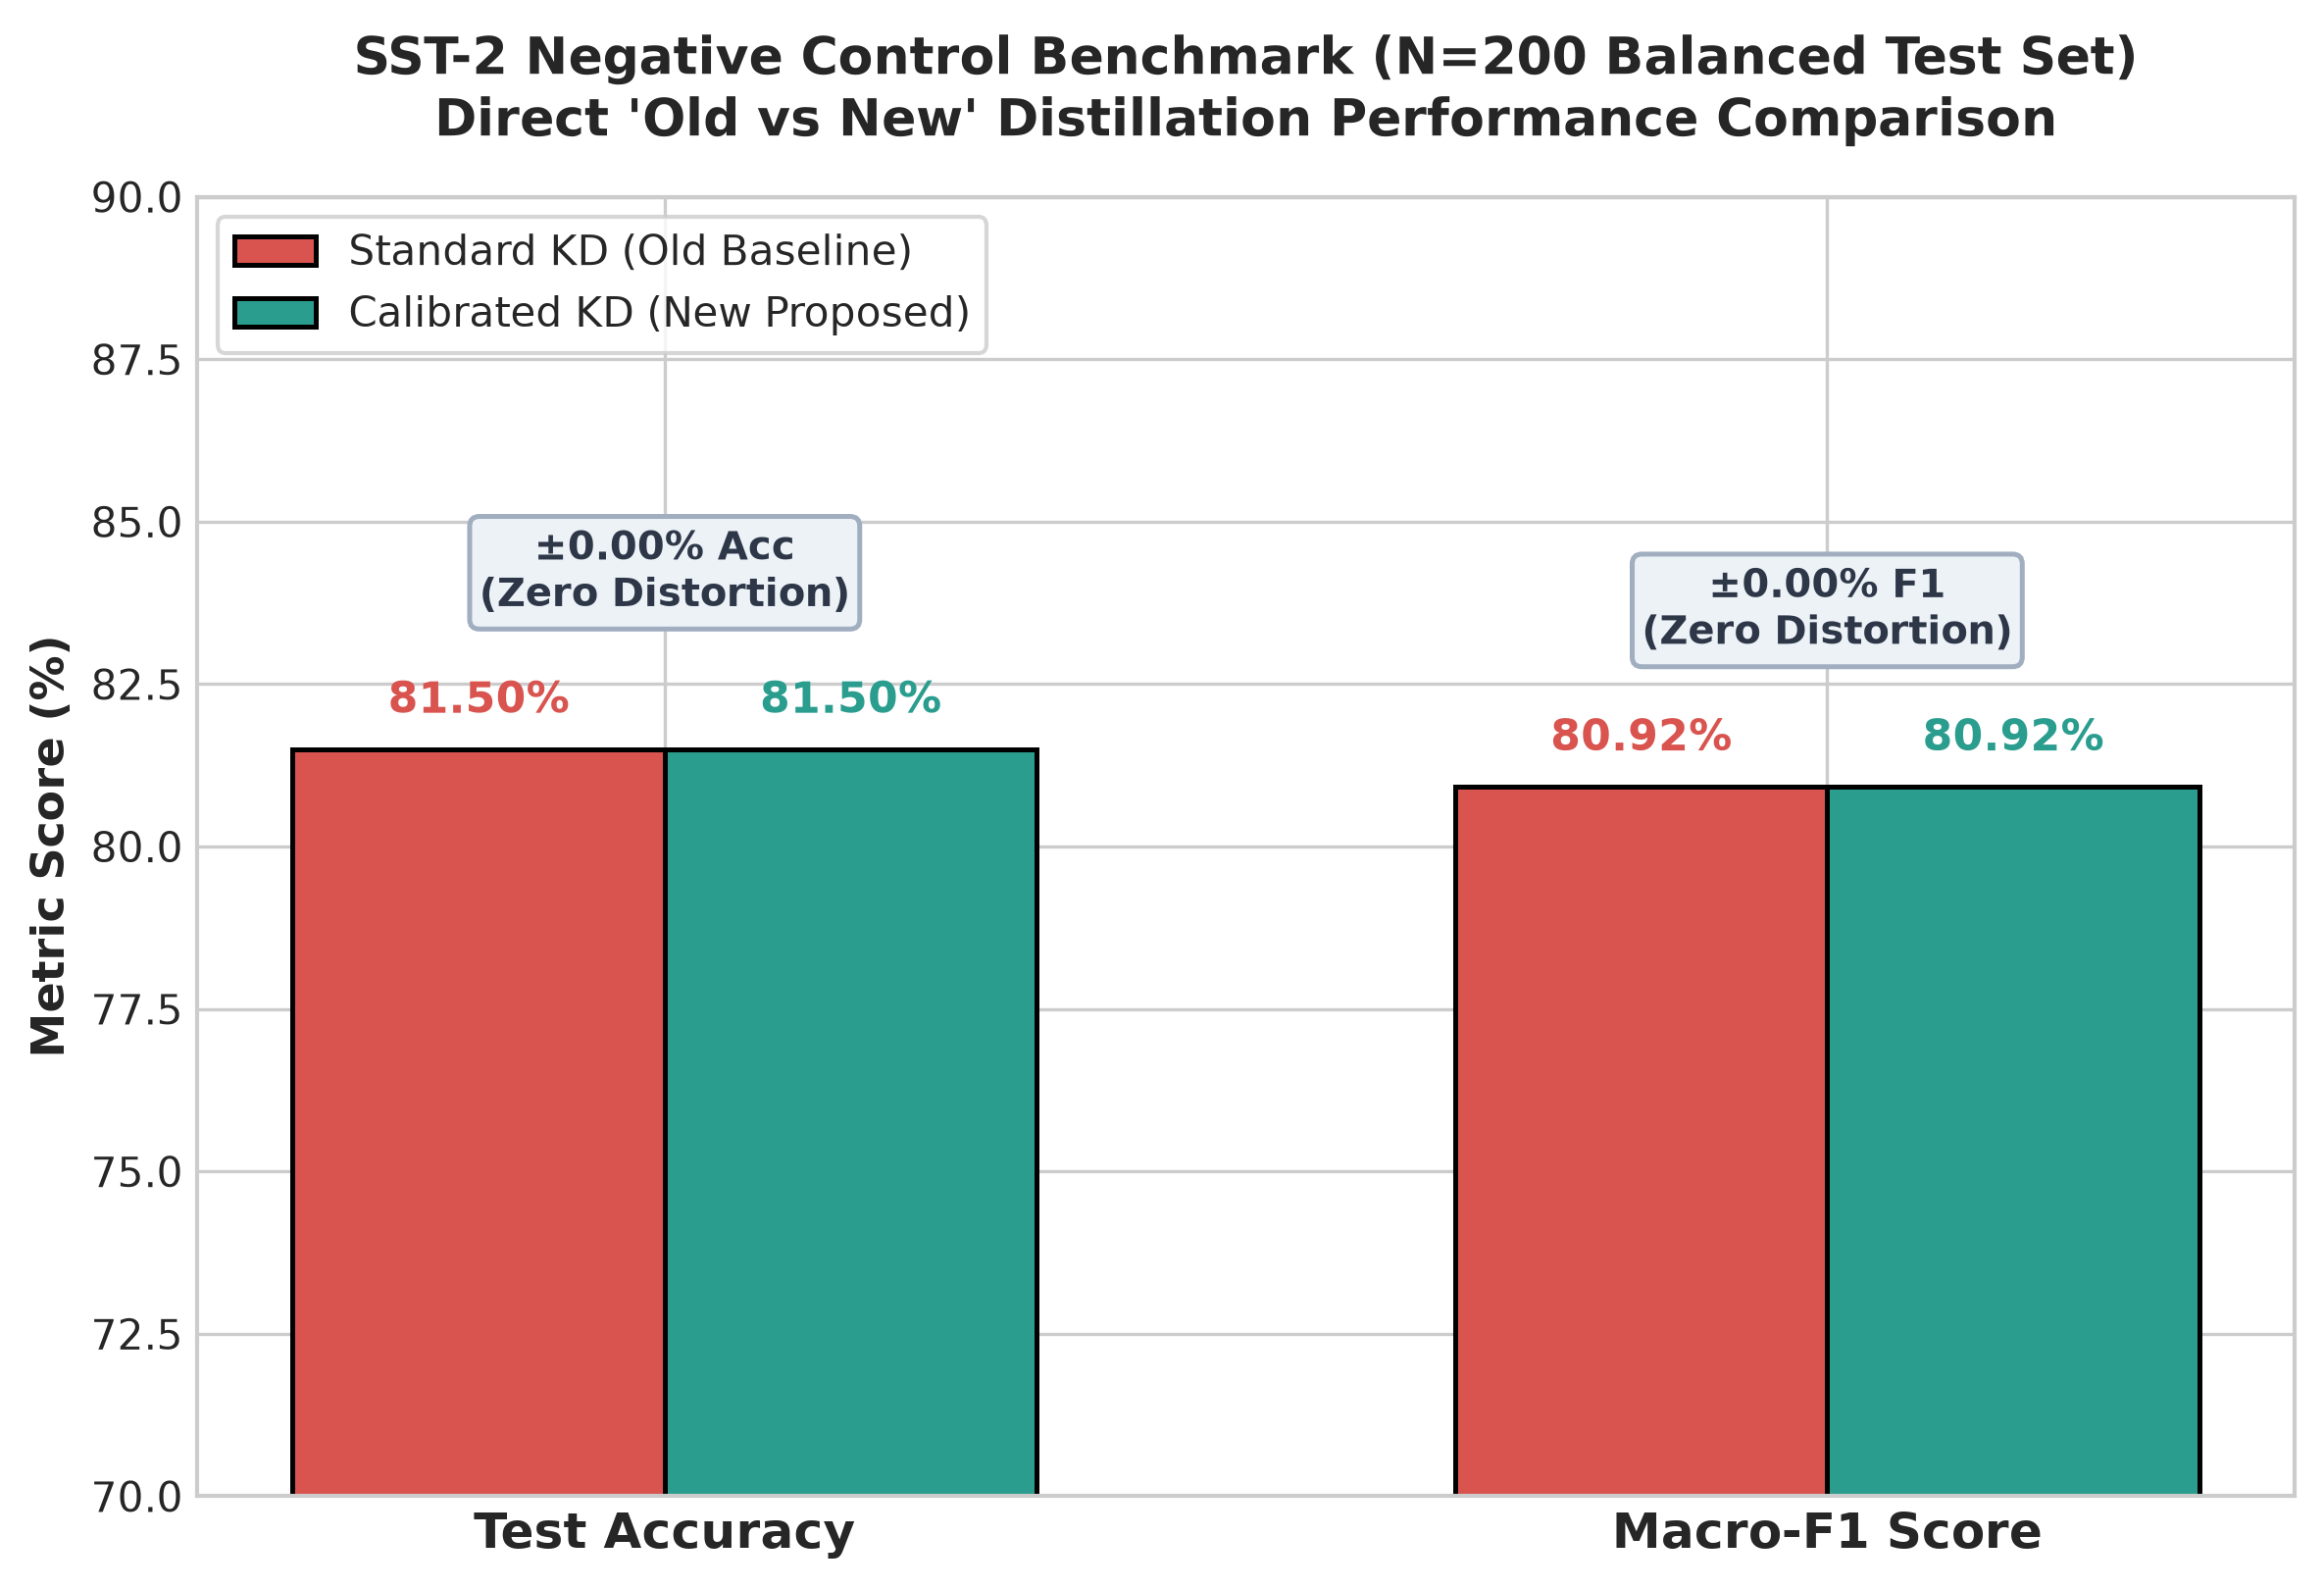 SST-2 Negative Control Benchmark (N=200 Balanced Test Set)
Direct 'Old vs New' Distillation Performance Comparison
Standard KD (Old Baseline)
Calibrated KD (New Proposed)
Metric Score (%)
90.0
87.5
85.0
82.5
80.0
77.5
75.0
72.5
70.0
±0.00% Acc
(Zero Distortion)
±0.00% F1
(Zero Distortion)
81.50%
81.50%
80.92%
80.92%
Test Accuracy
Macro-F1 Score